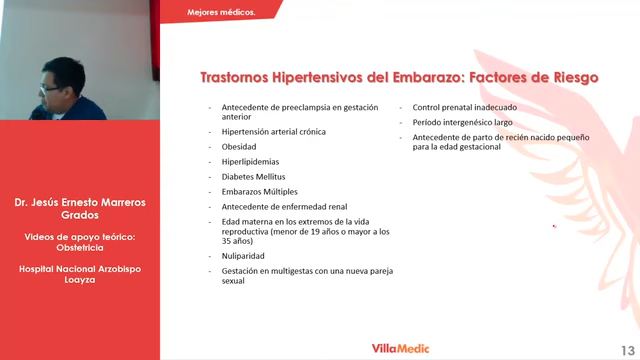 Mejores médicos.
Trastornos Hipertensivos del Embarazo: Factores de Riesgo
- Antecedente de preeclampsia en gestación
anterior
- Hipertensión arterial crónica
- Obesidad
- Hiperlipidemias
- Diabetes Mellitus
- Embarazos Múltiples
- Antecedente de enfermedad renal
- Edad materna en los extremos de la vida
reproductiva (menor de 19 años o mayor a los
35 años)
- Nuliparidad
- Gestación en multigestas con una nueva pareja
sexual
- Control prenatal inadecuado
- Período intergenésico largo
- Antecedente de parto de recién nacido pequeño
para la edad gestacional
Dr. Jesús Ernesto Marreros
Grados
Videos de apoyo teórico:
Obstetricia
Hospital Nacional Arzobispo
Loayza
VillaMedic
13